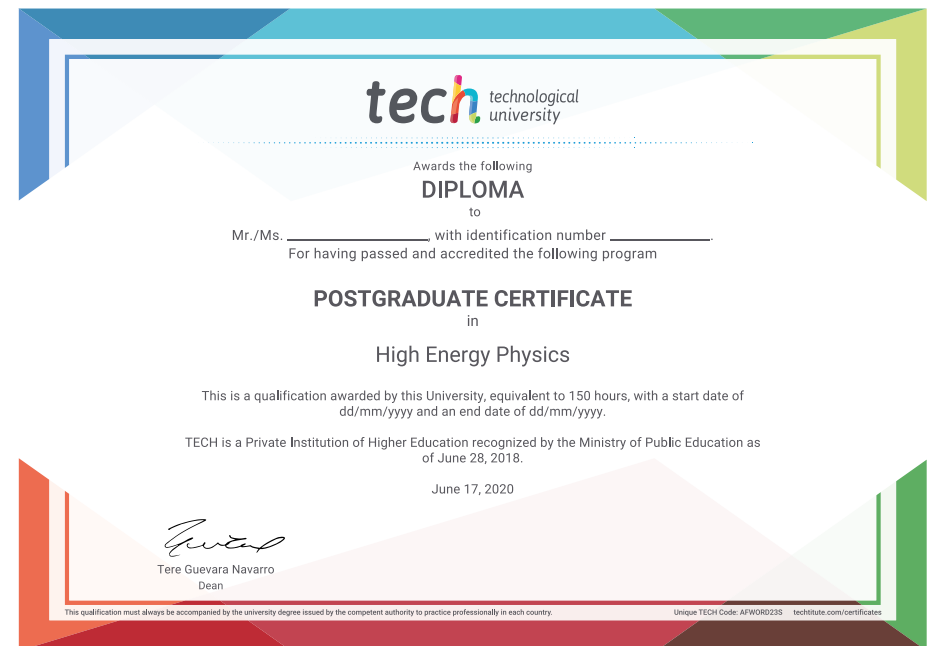 tech technological
university
Awards the following
DIPLOMA
to
Mr./Ms. ____________________, with identification number ______________.
For having passed and accredited the following program
POSTGRADUATE CERTIFICATE
in
High Energy Physics
This is a qualification awarded by this University, equivalent to 150 hours, with a start date of
dd/mm/yyyy and an end date of dd/mm/yyyy.
TECH is a Private Institution of Higher Education recognized by the Ministry of Public Education as
of June 28, 2018.
June 17, 2020
Tere Guevara Navarro
Dean
This qualification must always be accompanied by the university degree issued by the competent authority to practice professionally in each country. Unique TECH Code: AFWORD23S techtitute.com/certificates